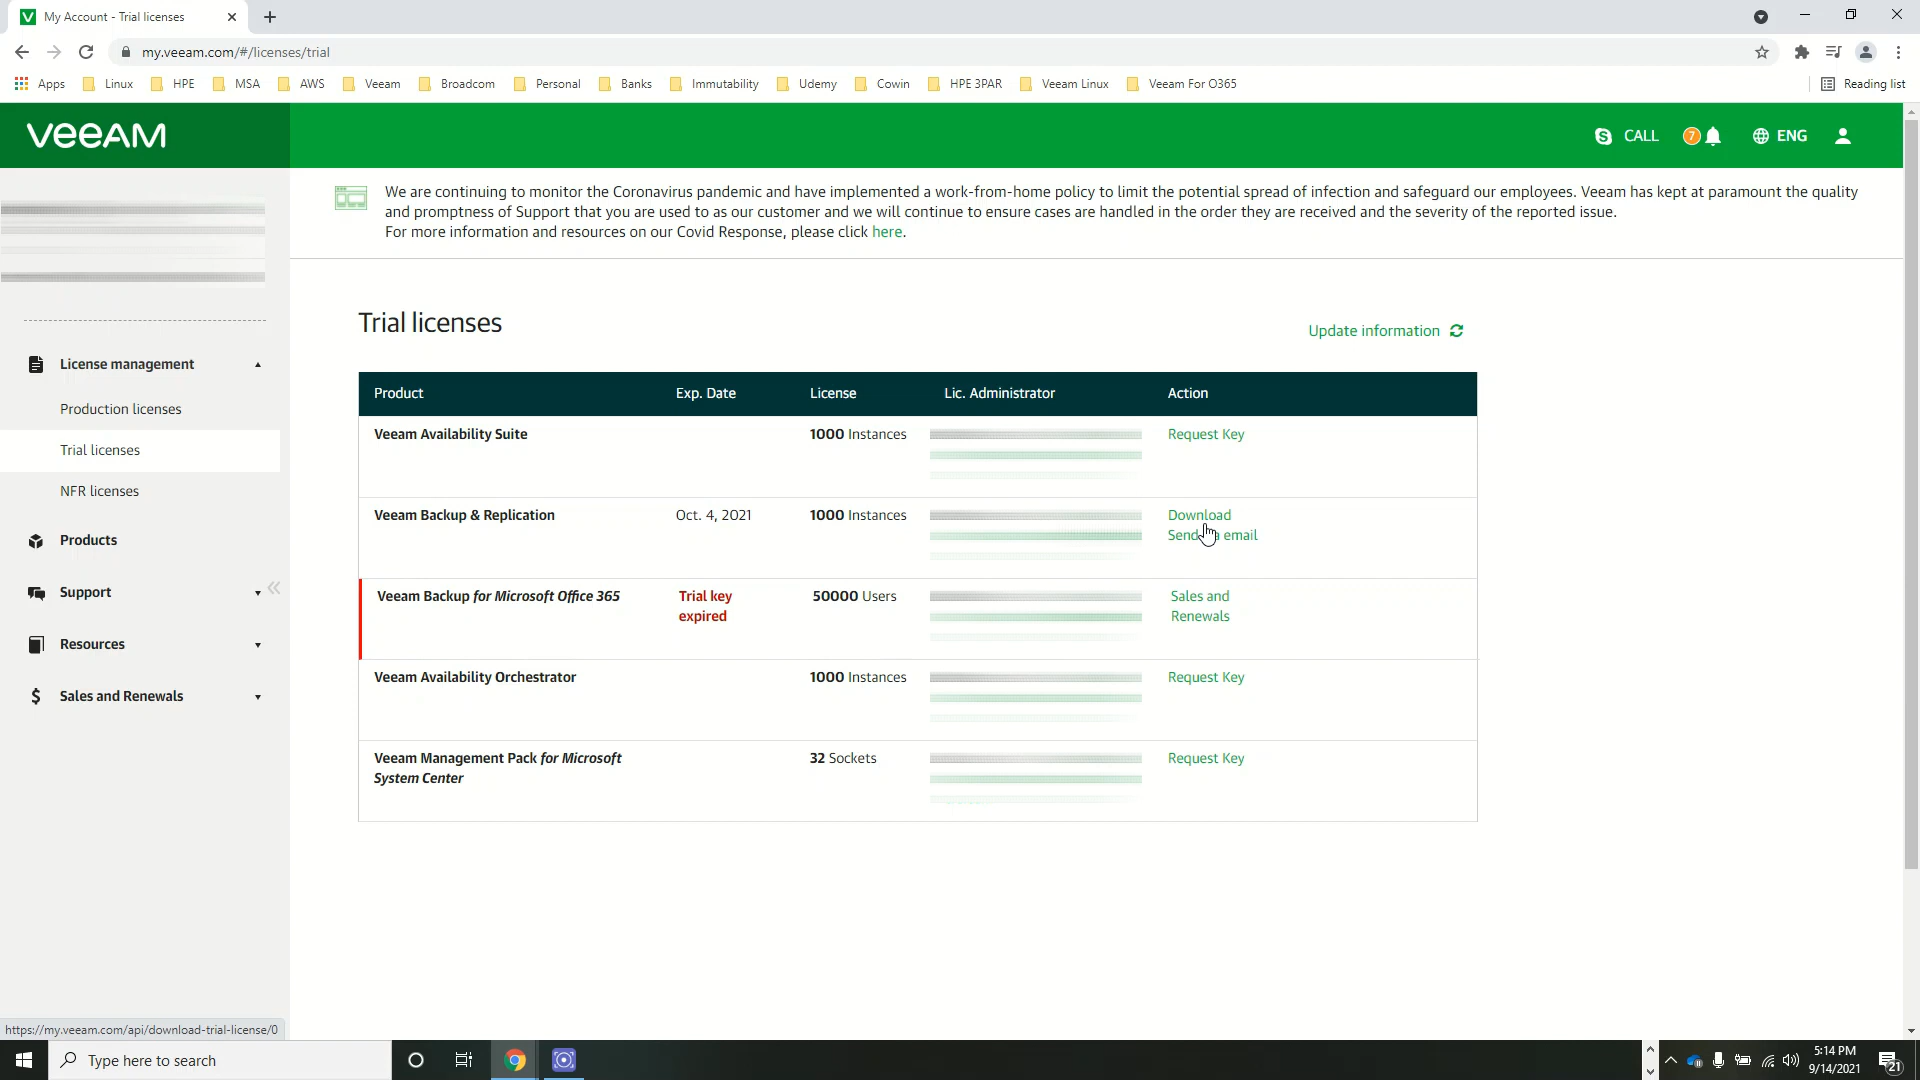 My Account - Trial licenses
my.veeam.com/#/licenses/trial
Apps Linux HPE MSA AWS Veeam Broadcom Personal Banks Immutability Udemy Cowin HPE 3PAR Veeam Linux Veeam For O365 Reading list
VEEAM
CALL 7 ENG
We are continuing to monitor the Coronavirus pandemic and have implemented a work-from-home policy to limit the potential spread of infection and safeguard our employees. Veeam has kept at paramount the quality
and promptness of Support that you are used to as our customer and we will continue to ensure cases are handled in the order they are received and the severity of the reported issue.
For more information and resources on our Covid Response, please click here.
License management
Production licenses
Trial licenses
NFR licenses
Products
Support
Resources
$ Sales and Renewals
Trial licenses
Update information
Product Exp. Date License Lic. Administrator Action
Veeam Availability Suite 1000 Instances Request Key
Veeam Backup & Replication Oct. 4, 2021 1000 Instances Download
Send email
Veeam Backup for Microsoft Office 365 Trial key 50000 Users Sales and
expired Renewals
Veeam Availability Orchestrator 1000 Instances Request Key
Veeam Management Pack for Microsoft 32 Sockets Request Key
System Center
https://my.veeam.com/api/download-trial-license/0
Type here to search
5:14 PM
9/14/2021
21